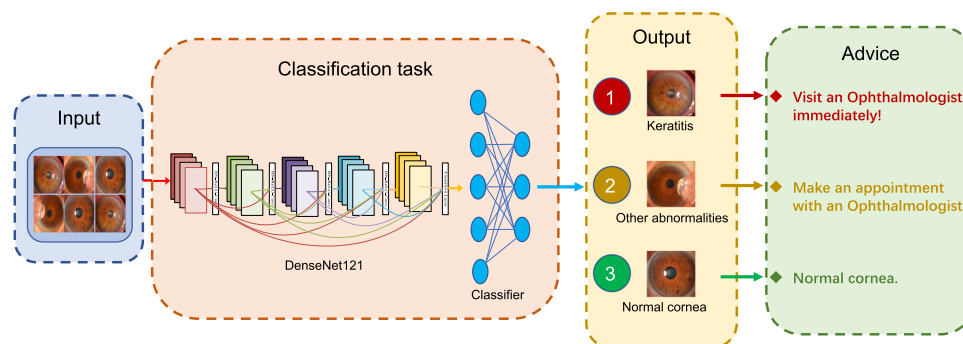 Input
Classification task
DenseNet121
Classifier
Output
1
Keratitis
2
Other abnormalities
3
Normal cornea
Advice
Visit an Ophthalmologist
immediately!
Make an appointment
with an Ophthalmologist
Normal cornea.